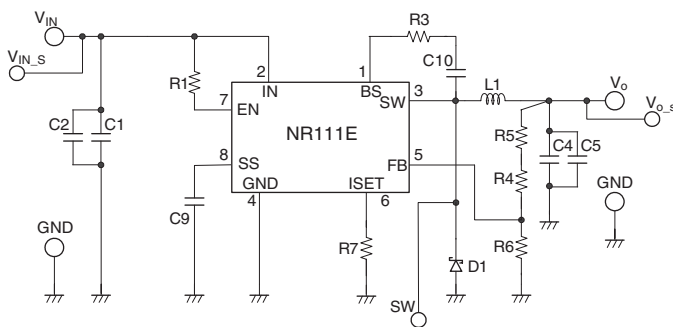 VIN
VIN_S
R3
C10
R1
2
1
IN
BS
L1
Vo
SW
3
Vo_s
7
EN
NR111E
C2
C1
R5
C4
C5
8
SS
FB
5
R4
GND
ISET
GND
4
6
C9
GND
R7
R6
D1
SW